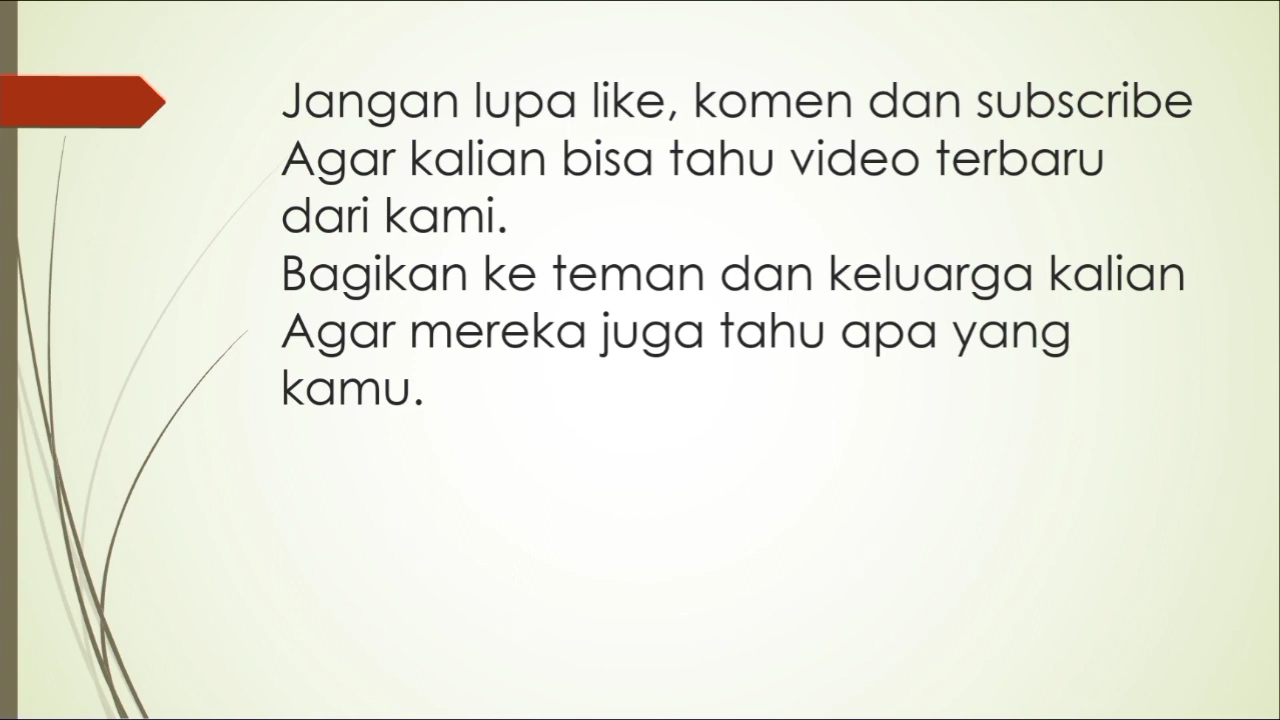 Jangan lupa like, komen dan subscribe
Agar kalian bisa tahu video terbaru
dari kami.
Bagikan ke teman dan keluarga kalian
Agar mereka juga tahu apa yang
kamu.